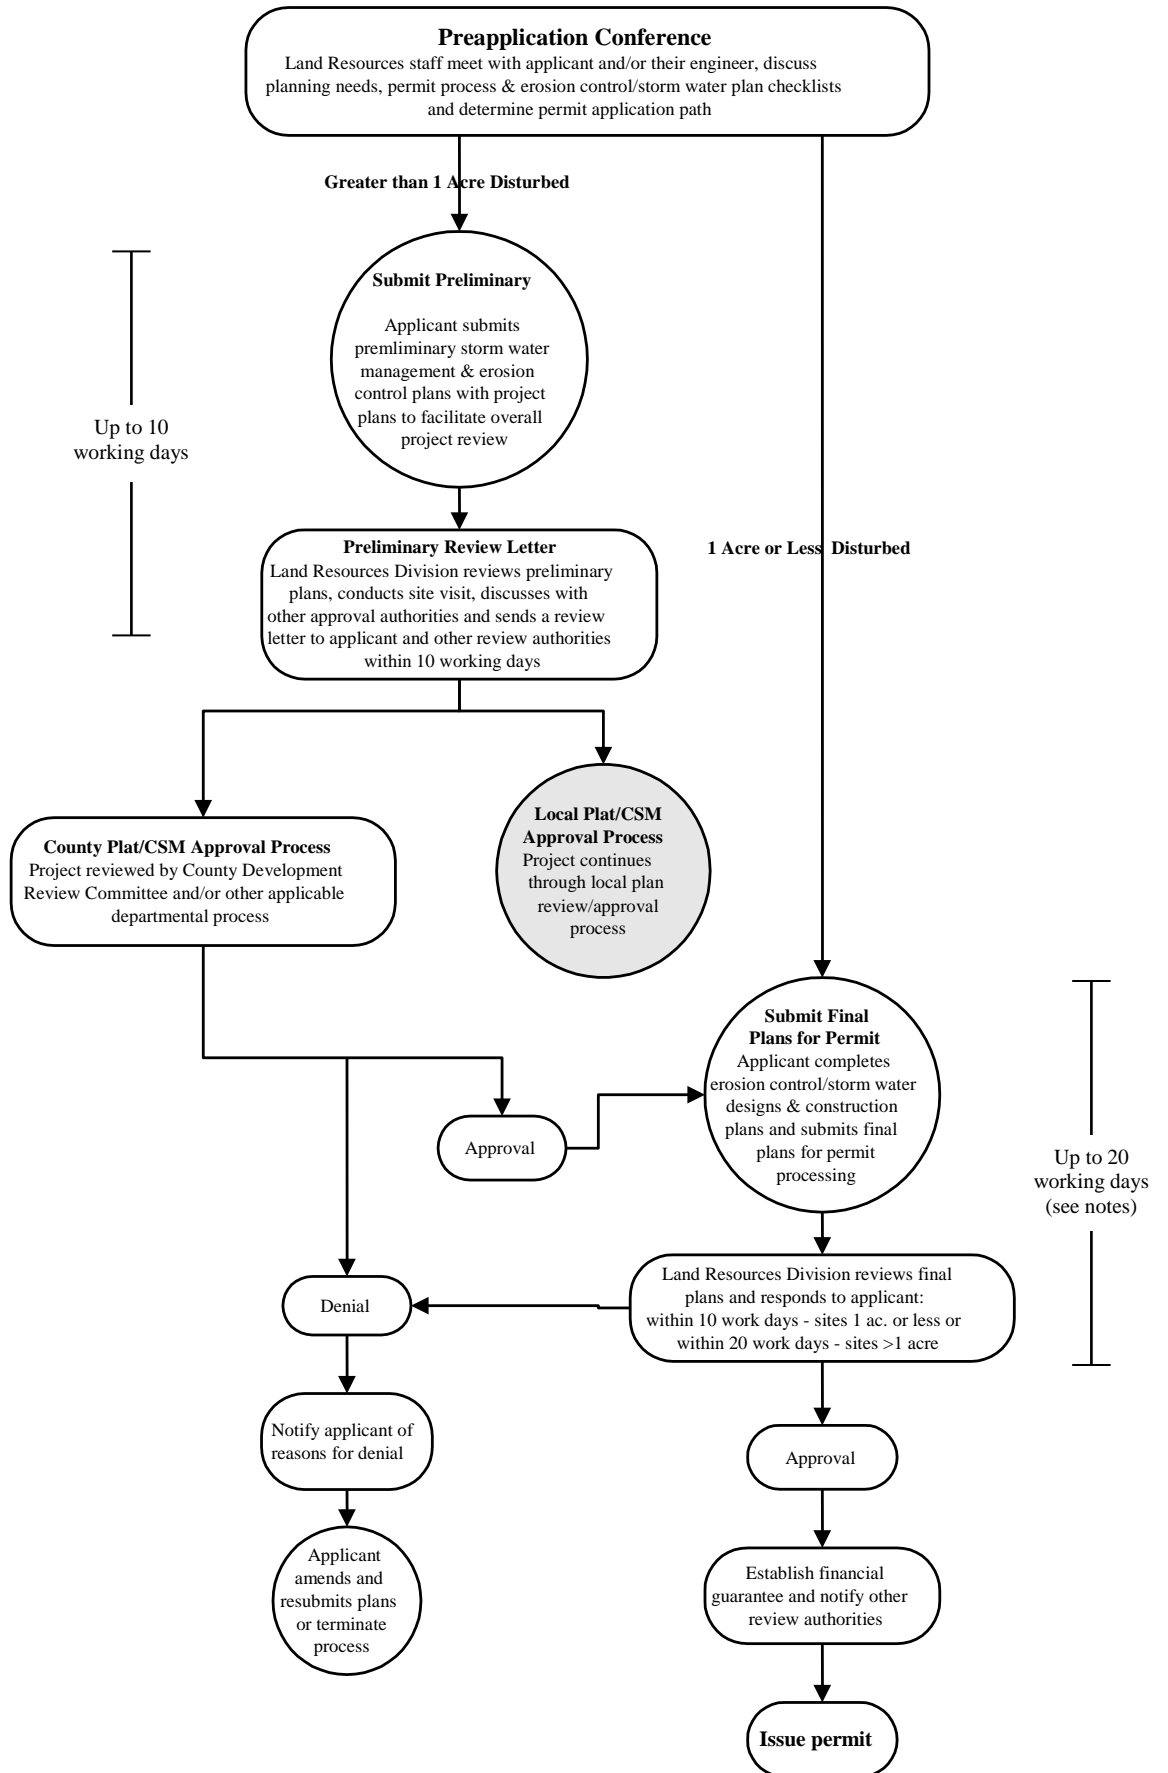 Preapplication Conference
Land Resources staff meet with applicant and/or their engineer, discuss
planning needs, permit process & erosion control/storm water plan checklists
and determine permit application path
Greater than 1 Acre Disturbed
Submit Preliminary
Applicant submits
premliminary storm water
management & erosion
control plans with project
plans to facilitate overall
project review
Up to 10
working days
Preliminary Review Letter
Land Resources Division reviews preliminary
plans, conducts site visit, discusses with
other approval authorities and sends a review
letter to applicant and other review authorities
within 10 working days
1 Acre or Less Disturbed
County Plat/CSM Approval Process
Project reviewed by County Development
Review Committee and/or other applicable
departmental process
Local Plat/CSM
Approval Process
Project continues
through local plan
review/approval
process
Submit Final
Plans for Permit
Applicant completes
erosion control/storm water
designs & construction
plans and submits final
plans for permit
processing
Approval
Up to 20
working days
(see notes)
Land Resources Division reviews final
plans and responds to applicant:
within 10 work days - sites 1 ac. or less or
within 20 work days - sites >1 acre
Denial
Notify applicant of
reasons for denial
Approval
Applicant
amends and
resubmits plans
or terminate
process
Establish financial
guarantee and notify other
review authorities
Issue permit